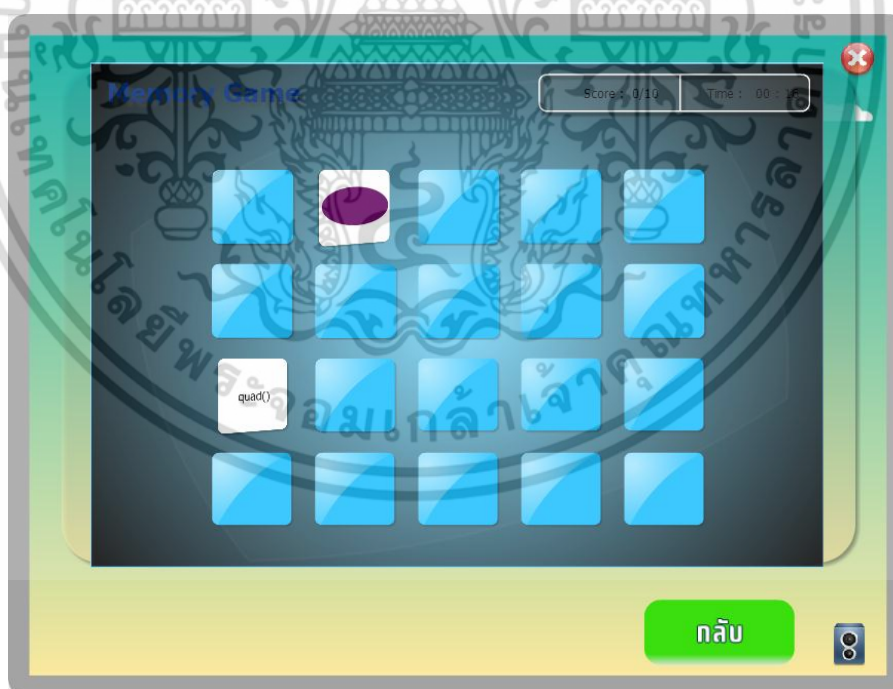 Memory Game
Score : 0/10
Time : 00 : 16
quad()
กลับ